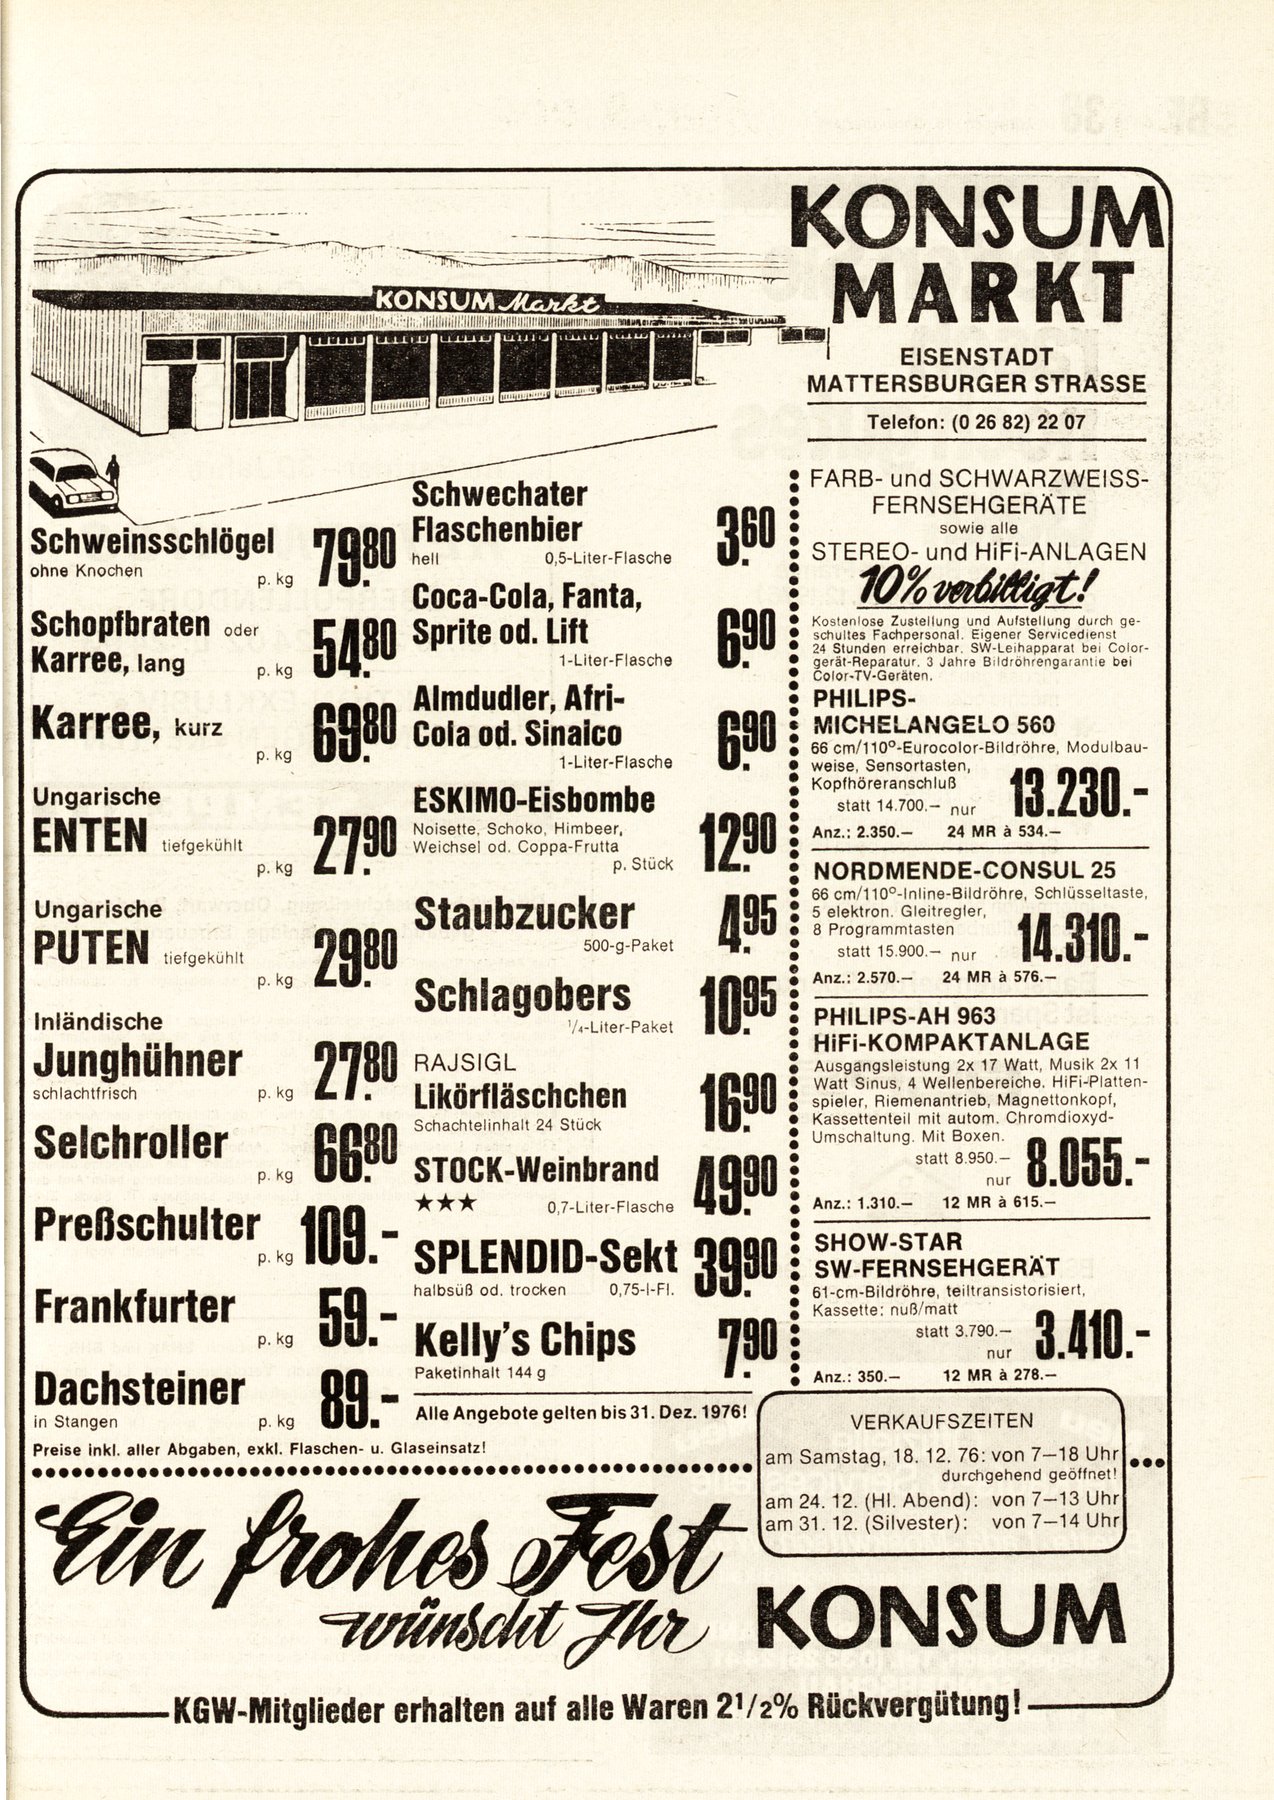 KONSUM
MARKT
KONSUM Markt
EISENSTADT
MATTERSBURGER STRASSE
Telefon: (0 26 82) 22 07
Schweinsschlögel
ohne Knochen p. kg 79.80
Schopfbraten oder
Karree, lang p. kg 54.80
Karree, kurz
p. kg 69.80
Ungarische
ENTEN tiefgekühlt
p. kg 27.90
Ungarische
PUTEN tiefgekühlt
p. kg 29.80
Inländische
Junghühner
schlachtfrisch p. kg 27.80
Selchroller
p. kg 66.80
Preßschulter
p. kg 109.-
Frankfurter
p. kg 59.-
Dachsteiner
in Stangen p. kg 89.-
Preise inkl. aller Abgaben, exkl. Flaschen- u. Glaseinsatz!
Schwechater
Flaschenbier
hell 0,5-Liter-Flasche 3.60
Coca-Cola, Fanta,
Sprite od. Lift
1-Liter-Flasche 6.90
Almdudler, Afri-
Cola od. Sinalco
1-Liter-Flasche 6.90
ESKIMO-Eisbombe
Noisette, Schoko, Himbeer,
Weichsel od. Coppa-Frutta
p. Stück 12.90
Staubzucker
500-g-Paket 4.95
Schlagobers
¼-Liter-Paket 10.95
RAJSIGL
Likörfläschchen
Schachtelinhalt 24 Stück 16.90
STOCK-Weinbrand
★★★ 0,7-Liter-Flasche 49.90
SPLENDID-Sekt
halbsüß od. trocken 0,75-l-Fl. 39.90
Kelly's Chips
Paketinhalt 144 g 7.90
Alle Angebote gelten bis 31. Dez. 1976!
FARB- und SCHWARZWEISS-
FERNSEHGERÄTE
sowie alle
STEREO- und HiFi-ANLAGEN
10% verbilligt!
Kostenlose Zustellung und Aufstellung durch ge-
schultes Fachpersonal. Eigener Servicedienst
24 Stunden erreichbar. SW-Leihapparat bei Color-
gerät-Reparatur. 3 Jahre Bildröhrengarantie bei
Color-TV-Geräten.
PHILIPS-
MICHELANGELO 560
66 cm/110º-Eurocolor-Bildröhre, Modulbau-
weise, Sensortasten,
Kopfhöreranschluß
statt 14.700.— nur 13.230.-
Anz.: 2.350.— 24 MR à 534.—
NORDMENDE-CONSUL 25
66 cm/110º-Inline-Bildröhre, Schlüsseltaste,
5 elektron. Gleitregler,
8 Programmtasten
statt 15.900.— nur 14.310.-
Anz.: 2.570.— 24 MR à 576.—
PHILIPS-AH 963
HiFi-KOMPAKTANLAGE
Ausgangsleistung 2x 17 Watt, Musik 2x 11
Watt Sinus, 4 Wellenbereiche. HiFi-Platten-
spieler, Riemenantrieb, Magnettonkopf,
Kassettenteil mit autom. Chromdioxyd-
Umschaltung. Mit Boxen.
statt 8.950.—
nur 8.055.-
Anz.: 1.310.— 12 MR à 615.—
SHOW-STAR
SW-FERNSEHGERÄT
61-cm-Bildröhre, teiltransistorisiert,
Kassette: nuß/matt
statt 3.790.—
nur 3.410.-
Anz.: 350.— 12 MR à 278.—
VERKAUFSZEITEN
am Samstag, 18. 12. 76: von 7—18 Uhr
durchgehend geöffnet!
am 24. 12. (Hl. Abend): von 7—13 Uhr
am 31. 12. (Silvester): von 7—14 Uhr
Ein frohes Fest
wünscht Ihr
KONSUM
KGW-Mitglieder erhalten auf alle Waren 2½% Rückvergütung!